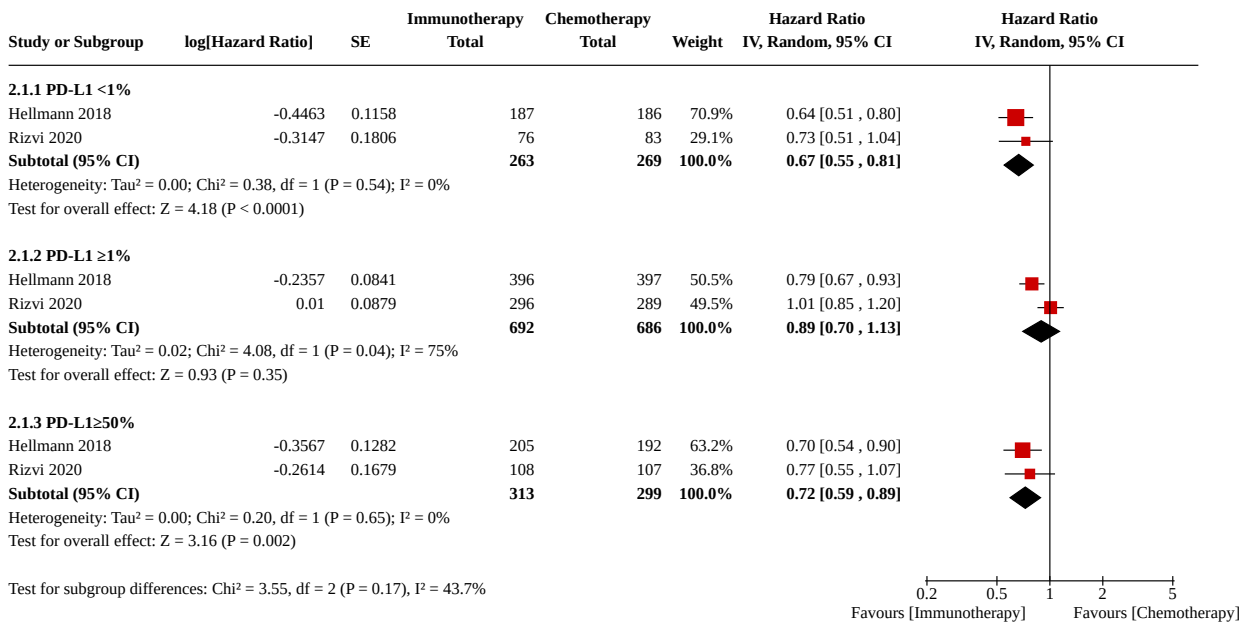 Immunotherapy Chemotherapy Hazard Ratio Hazard Ratio
Study or Subgroup log[Hazard Ratio] SE Total Total Weight IV, Random, 95% CI IV, Random, 95% CI
2.1.1 PD-L1 <1%
Hellmann 2018 -0.4463 0.1158 187 186 70.9% 0.64 [0.51 , 0.80]
Rizvi 2020 -0.3147 0.1806 76 83 29.1% 0.73 [0.51 , 1.04]
Subtotal (95% CI) 263 269 100.0% 0.67 [0.55 , 0.81]
Heterogeneity: Tau² = 0.00; Chi² = 0.38, df = 1 (P = 0.54); I² = 0%
Test for overall effect: Z = 4.18 (P < 0.0001)
2.1.2 PD-L1 ≥1%
Hellmann 2018 -0.2357 0.0841 396 397 50.5% 0.79 [0.67 , 0.93]
Rizvi 2020 0.01 0.0879 296 289 49.5% 1.01 [0.85 , 1.20]
Subtotal (95% CI) 692 686 100.0% 0.89 [0.70 , 1.13]
Heterogeneity: Tau² = 0.02; Chi² = 4.08, df = 1 (P = 0.04); I² = 75%
Test for overall effect: Z = 0.93 (P = 0.35)
2.1.3 PD-L1≥50%
Hellmann 2018 -0.3567 0.1282 205 192 63.2% 0.70 [0.54 , 0.90]
Rizvi 2020 -0.2614 0.1679 108 107 36.8% 0.77 [0.55 , 1.07]
Subtotal (95% CI) 313 299 100.0% 0.72 [0.59 , 0.89]
Heterogeneity: Tau² = 0.00; Chi² = 0.20, df = 1 (P = 0.65); I² = 0%
Test for overall effect: Z = 3.16 (P = 0.002)
Test for subgroup differences: Chi² = 3.55, df = 2 (P = 0.17), I² = 43.7%
0.2 0.5 1 2 5
Favours [Immunotherapy] Favours [Chemotherapy]